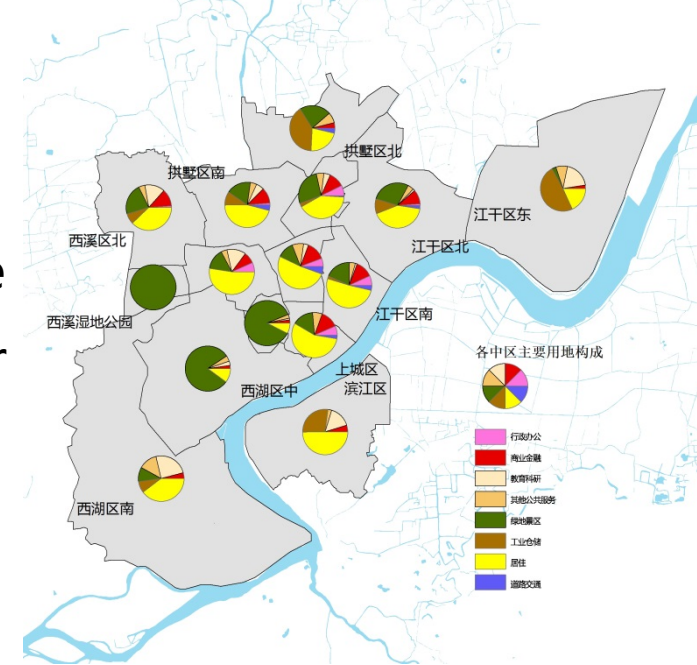 拱墅区北
拱墅区南
西溪区北
江干区东
江干区北
e
西溪湿地公园
江干区南
r
上城区
西湖区中
滨江区
西湖区南
各中区主要用地构成
行政办公
商业金融
教育科研
其他公共服务
绿地景区
工业仓储
居住
道路交通